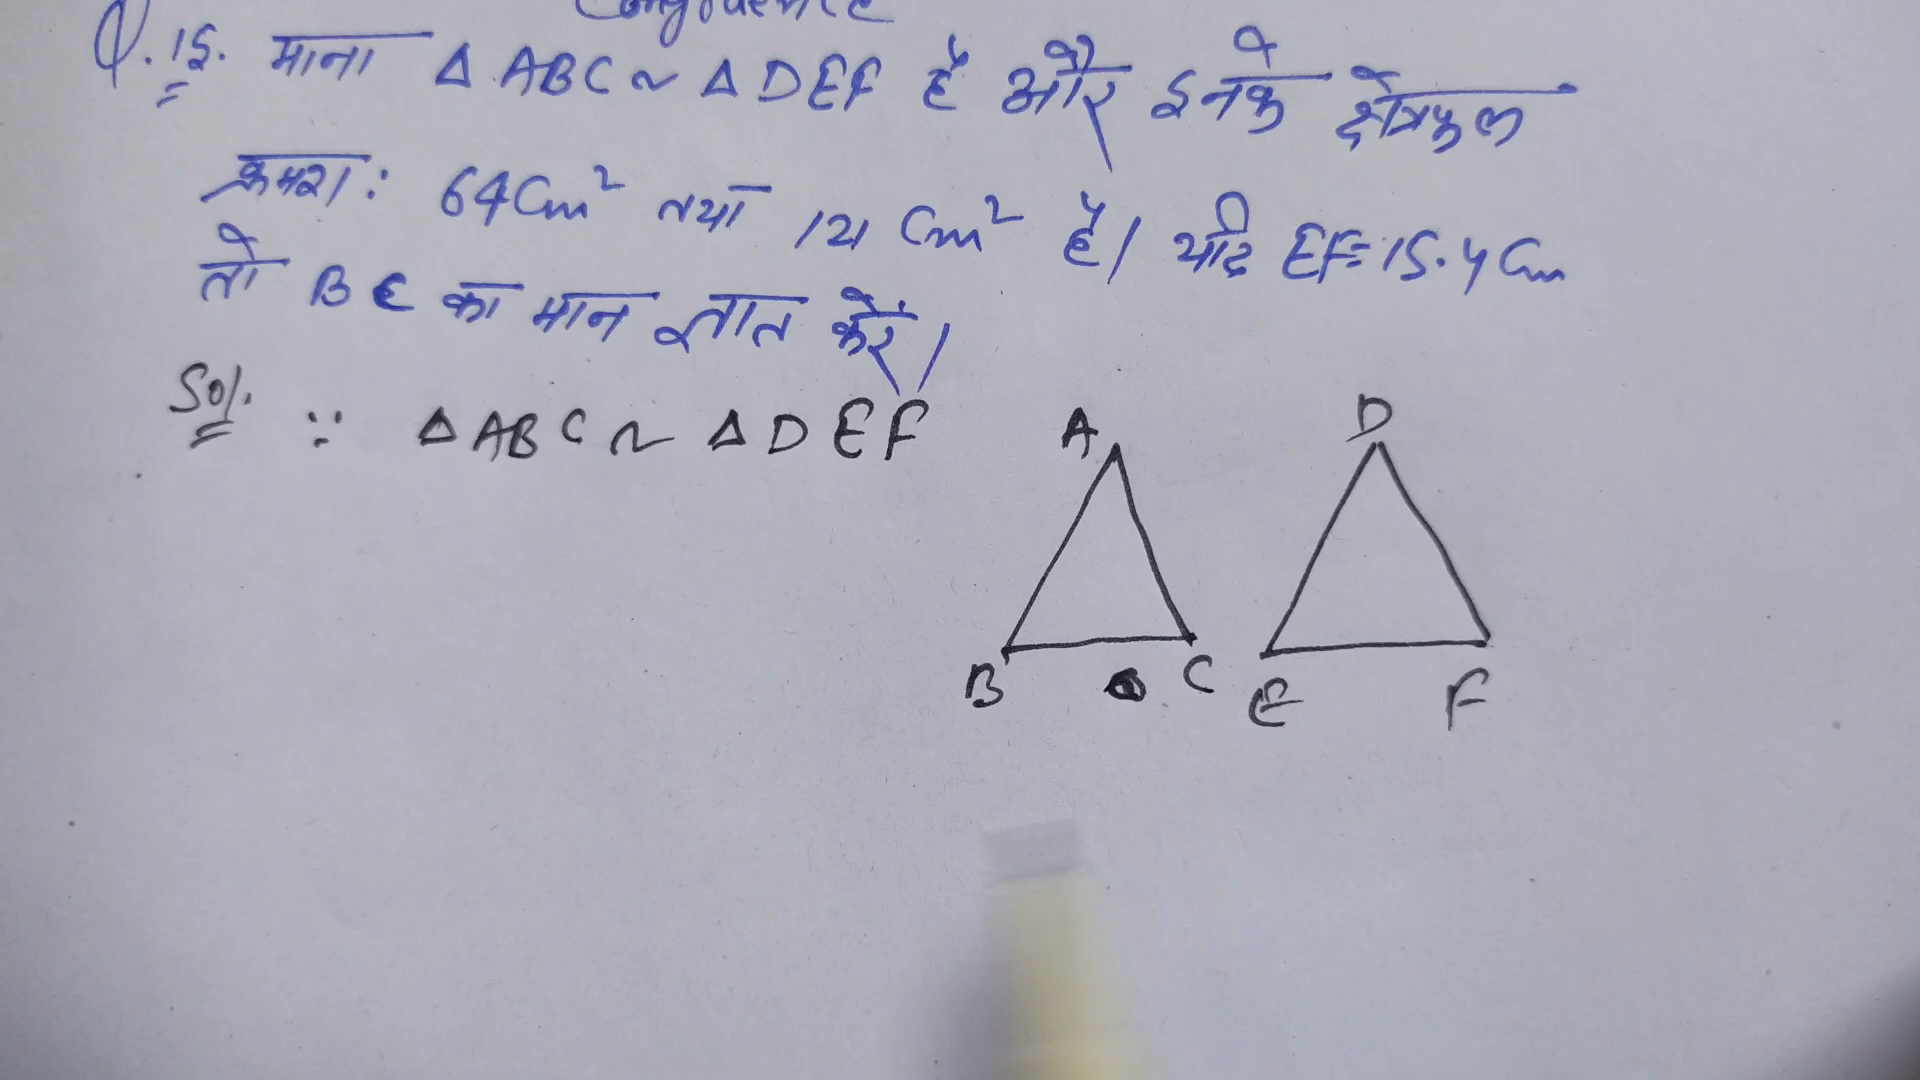 Congruence
Q.15. माना Δ ABC ~ Δ DEF है और इनके क्षेत्रफल
क्रमश: 64 Cm² तथा 121 Cm² है। यदि EF=15.4 Cm
तो BC का मान ज्ञात करें।
Sol. ∵ Δ ABC ~ Δ DEF
A D
B C E F